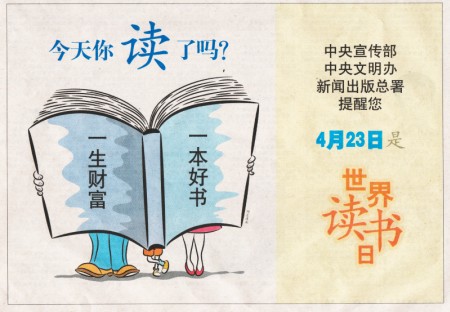 今天你读了吗?
一本好书
一生财富
中央宣传部
中央文明办
新闻出版总署
提醒您
4月23日是
世界
读书
日